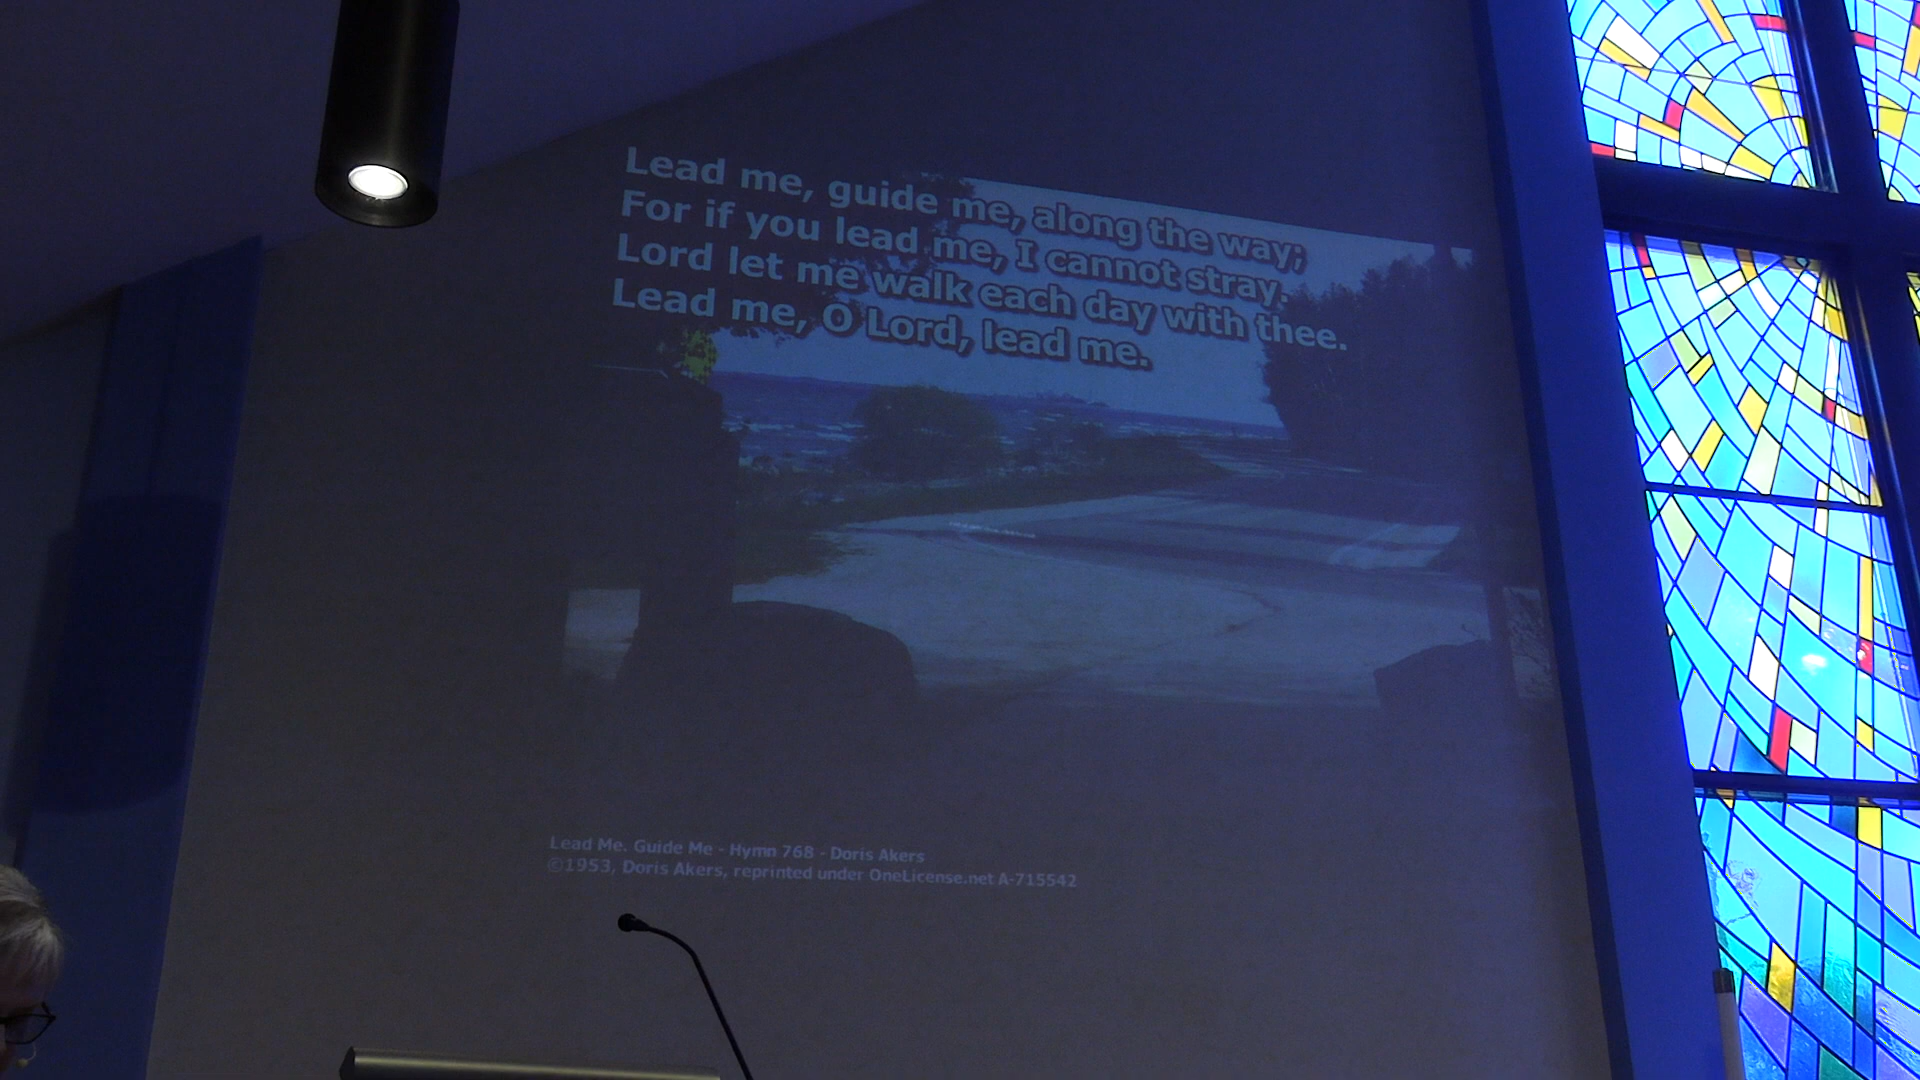 Lead me, guide me, along the way;
For if you lead me, I cannot stray.
Lord let me walk each day with thee.
Lead me, O Lord, lead me.
Lead Me. Guide Me - Hymn 768 - Doris Akers
©1953, Doris Akers, reprinted under OneLicense.net A-715542